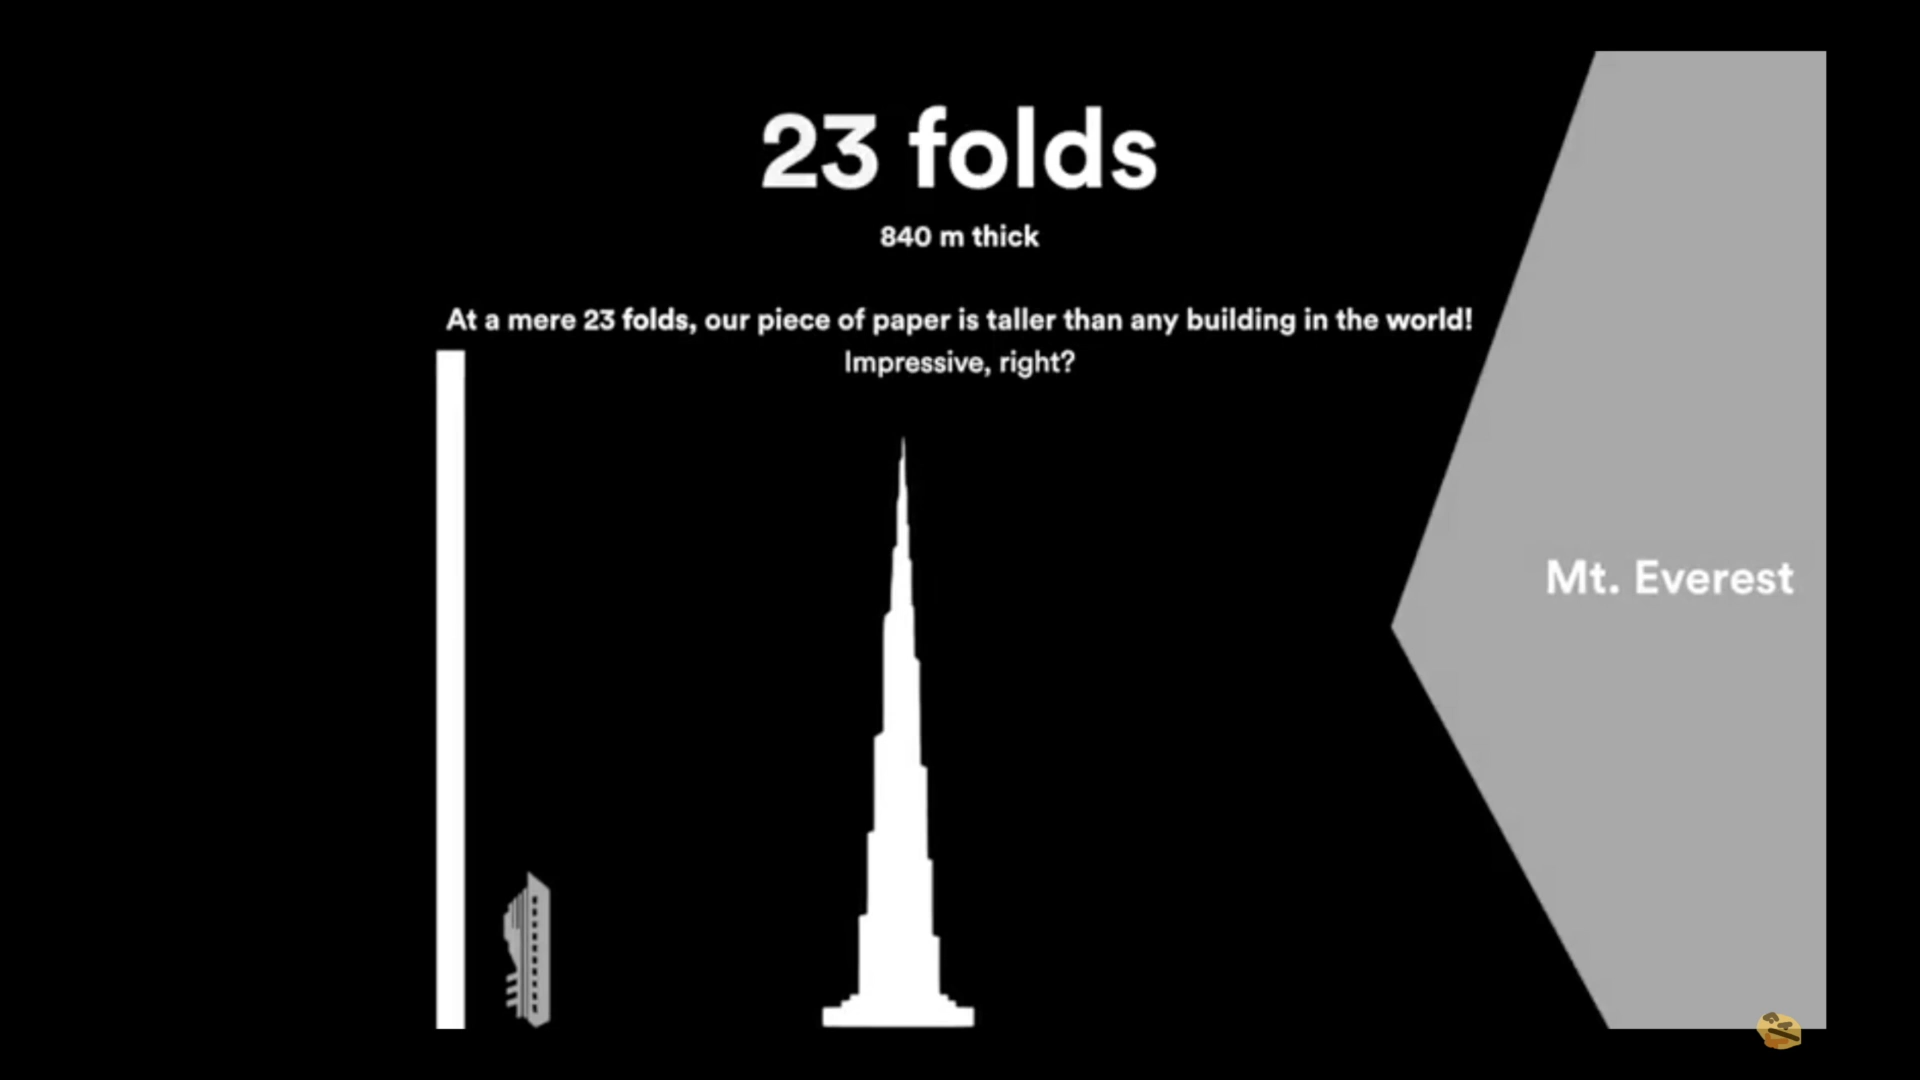 23 folds
840 m thick
At a mere 23 folds, our piece of paper is taller than any building in the world!
Impressive, right?
Mt. Everest